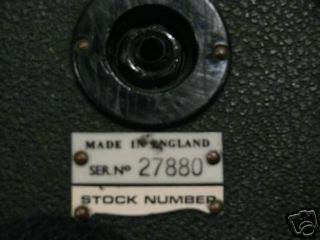 MADE IN ENGLAND
SER. Nº 27880
STOCK NUMBER